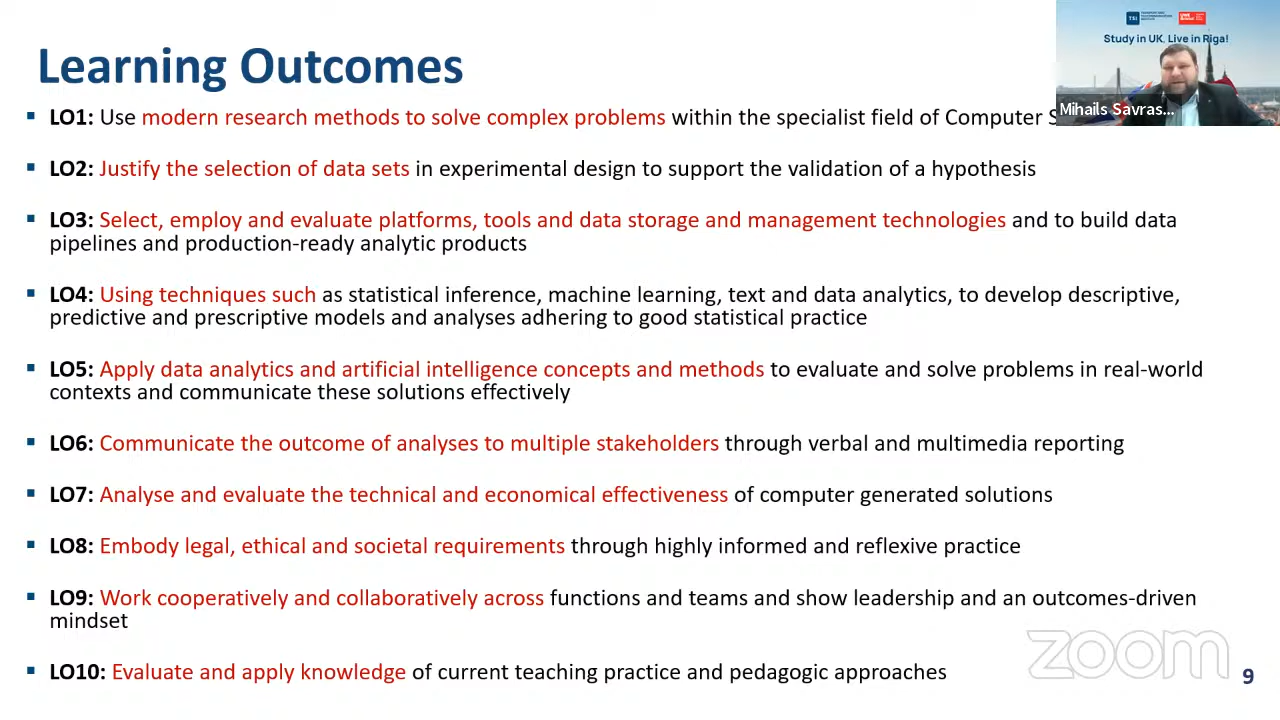 Learning Outcomes
LO1: Use modern research methods to solve complex problems within the specialist field of Computer
LO2: Justify the selection of data sets in experimental design to support the validation of a hypothesis
LO3: Select, employ and evaluate platforms, tools and data storage and management technologies and to build data
pipelines and production-ready analytic products
LO4: Using techniques such as statistical inference, machine learning, text and data analytics, to develop descriptive,
predictive and prescriptive models and analyses adhering to good statistical practice
LO5: Apply data analytics and artificial intelligence concepts and methods to evaluate and solve problems in real-world
contexts and communicate these solutions effectively
LO6: Communicate the outcome of analyses to multiple stakeholders through verbal and multimedia reporting
LO7: Analyse and evaluate the technical and economical effectiveness of computer generated solutions
LO8: Embody legal, ethical and societal requirements through highly informed and reflexive practice
LO9: Work cooperatively and collaboratively across functions and teams and show leadership and an outcomes-driven
mindset
LO10: Evaluate and apply knowledge of current teaching practice and pedagogic approaches
TSI
Study in UK, Live in Riga!
Mihails Savras...
zoom
9